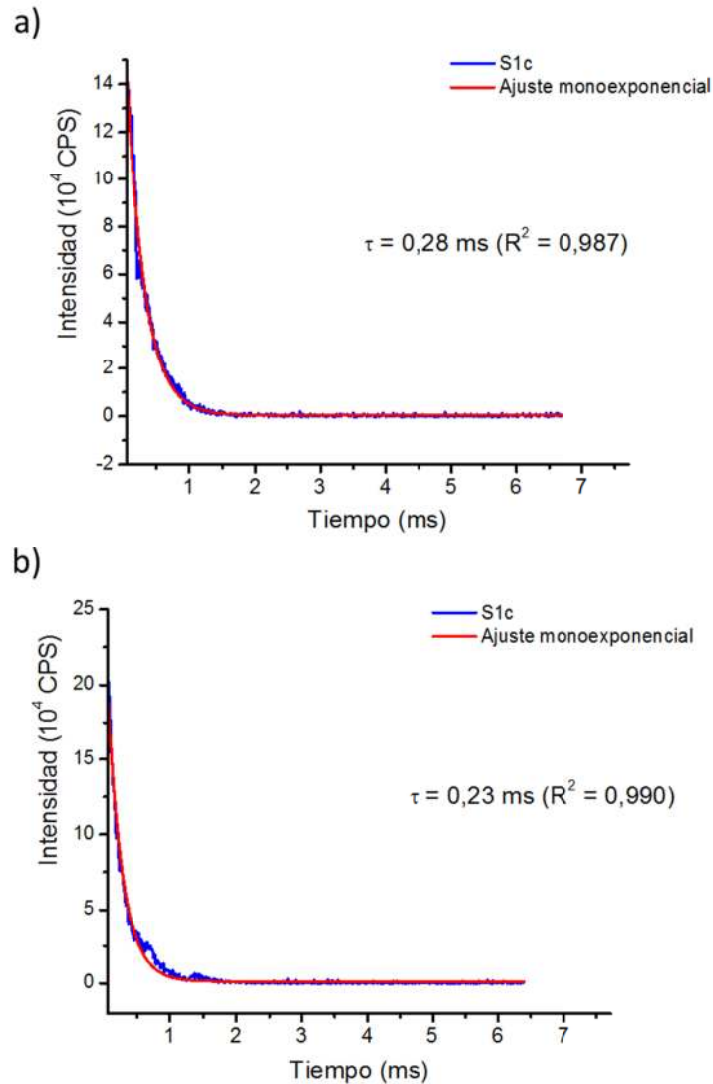 a)
S1c
Ajuste monoexponencial
14
12
10
8
6
4
2
0
-2
Intensidad (10⁴ CPS)
τ = 0,28 ms (R² = 0,987)
1 2 3 4 5 6 7
Tiempo (ms)
b)
S1c
Ajuste monoexponencial
25
20
15
10
5
0
Intensidad (10⁴ CPS)
τ = 0,23 ms (R² = 0,990)
1 2 3 4 5 6 7
Tiempo (ms)